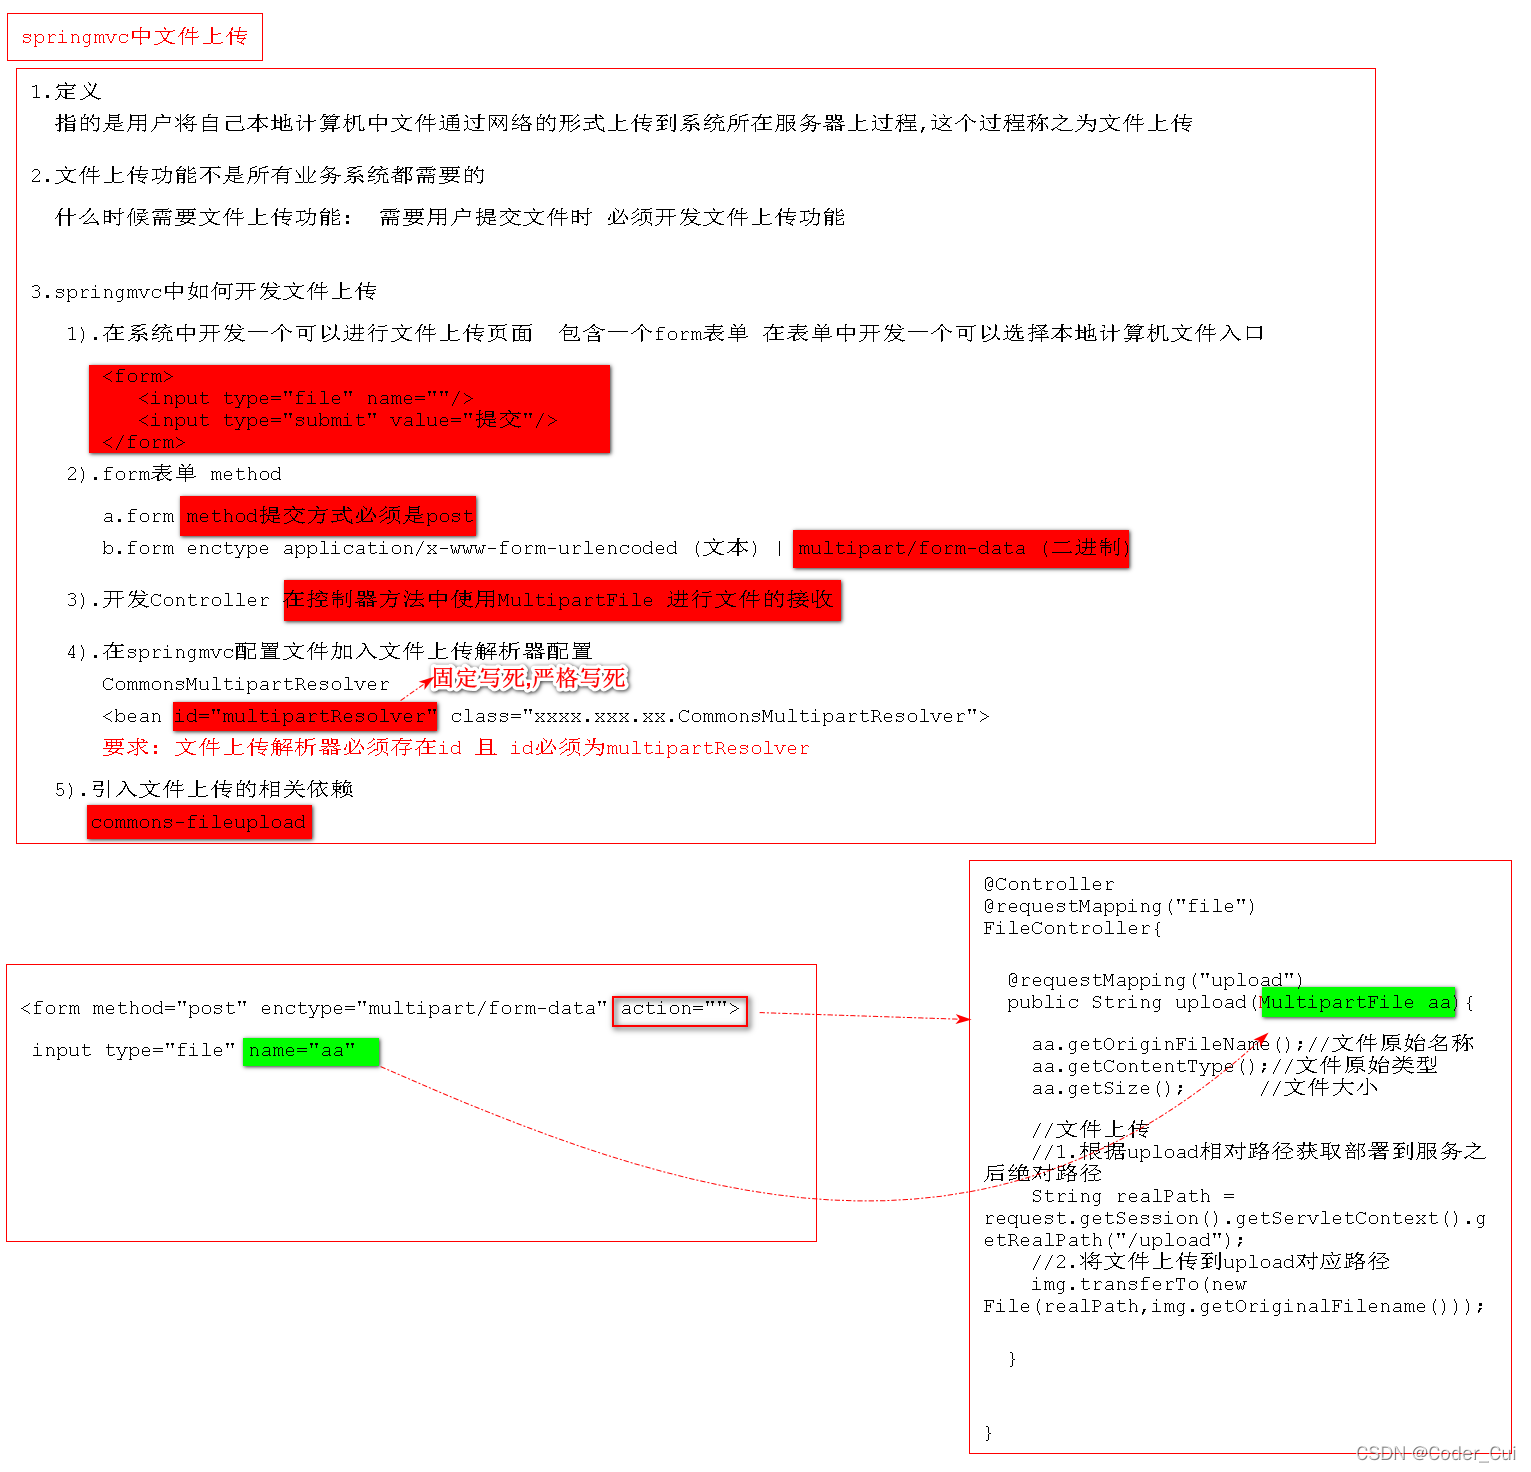 springmvc中文件上传
1.定义
指的是用户将自己本地计算机中文件通过网络的形式上传到系统所在服务器上过程,这个过程称之为文件上传
2.文件上传功能不是所有业务系统都需要的
什么时候需要文件上传功能: 需要用户提交文件时 必须开发文件上传功能
3.springmvc中如何开发文件上传
1).在系统中开发一个可以进行文件上传页面 包含一个form表单 在表单中开发一个可以选择本地计算机文件入口
<form>
<input type="file" name=""/>
<input type="submit" value="提交"/>
</form>
2).form表单 method
a.form method提交方式必须是post
b.form enctype application/x-www-form-urlencoded (文本) | multipart/form-data (二进制)
3).开发Controller 在控制器方法中使用MultipartFile 进行文件的接收
4).在springmvc配置文件加入文件上传解析器配置
固定写死,严格写死
CommonsMultipartResolver
<bean id="multipartResolver" class="xxxx.xxx.xx.CommonsMultipartResolver">
要求: 文件上传解析器必须存在id 且 id必须为multipartResolver
5).引入文件上传的相关依赖
commons-fileupload
<form method="post" enctype="multipart/form-data" action="">
input type="file" name="aa"
@Controller
@requestMapping("file")
FileController{
@requestMapping("upload")
public String upload(MultipartFile aa){
aa.getOriginFileName();//文件原始名称
aa.getContentType();//文件原始类型
aa.getSize(); //文件大小
//文件上传
//1.根据upload相对路径获取部署到服务之
后绝对路径
String realPath =
request.getSession().getServletContext().g
etRealPath("/upload");
//2.将文件上传到upload对应路径
img.transferTo(new
File(realPath,img.getOriginalFilename()));
}
}
CSDN @Coder_Cui